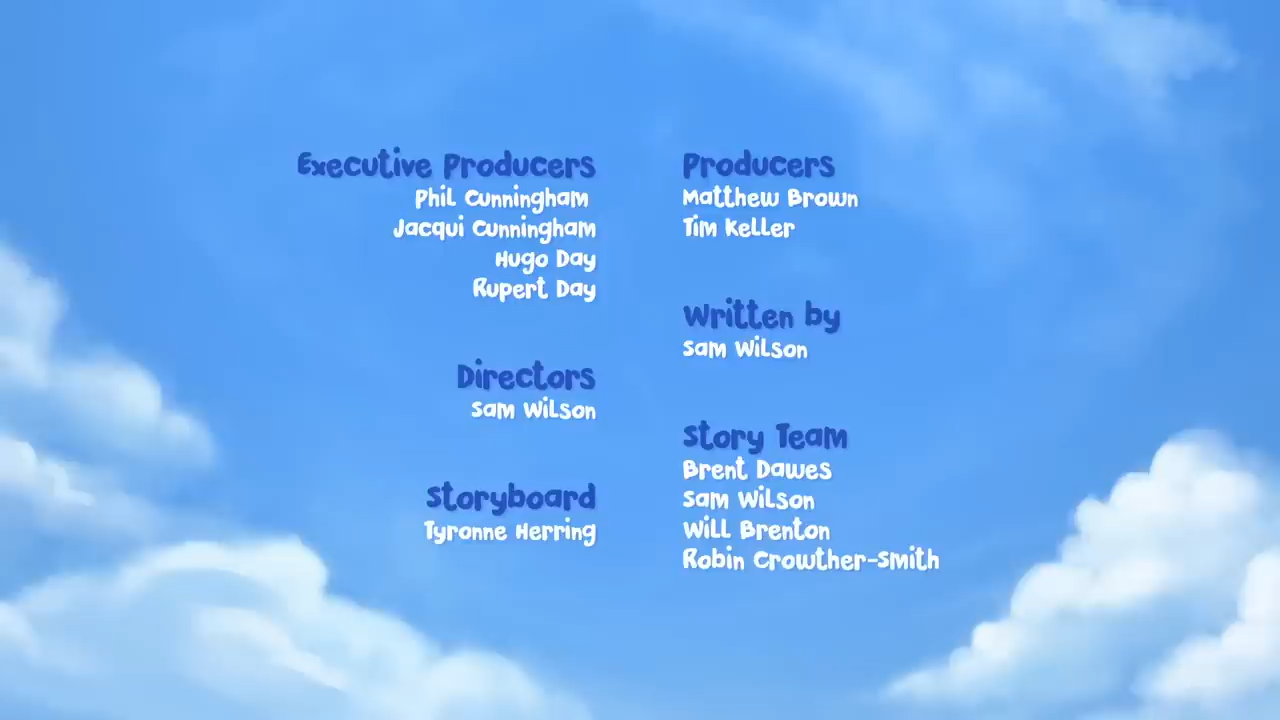 Executive Producers
Phil Cunningham
Jacqui Cunningham
Hugo Day
Rupert Day
Directors
Sam Wilson
Storyboard
Tyronne Herring
Producers
Matthew Brown
Tim Keller
Written by
Sam Wilson
Story Team
Brent Dawes
Sam Wilson
Will Brenton
Robin Crowther-Smith